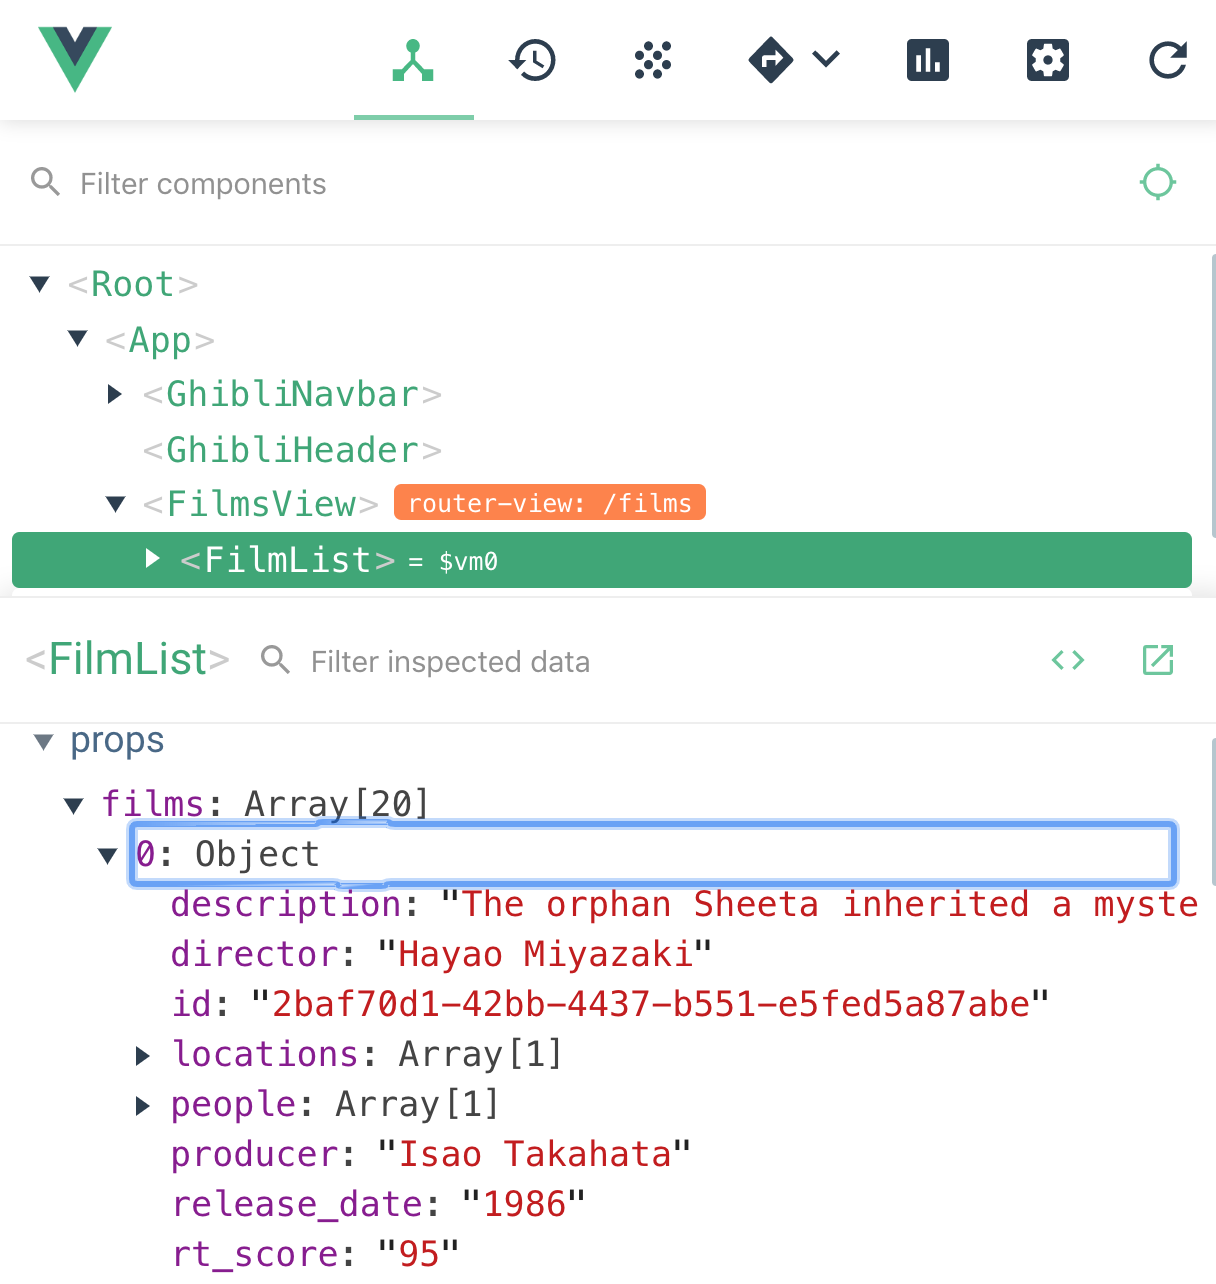 Filter components
<Root>
<App>
<GhibliNavbar>
<GhibliHeader>
<FilmsView> router-view: /films
<FilmList> = $vm0
<FilmList> Filter inspected data
props
films: Array[20]
0: Object
description: "The orphan Sheeta inherited a myste
director: "Hayao Miyazaki"
id: "2baf70d1-42bb-4437-b551-e5fed5a87abe"
locations: Array[1]
people: Array[1]
producer: "Isao Takahata"
release_date: "1986"
rt_score: "95"